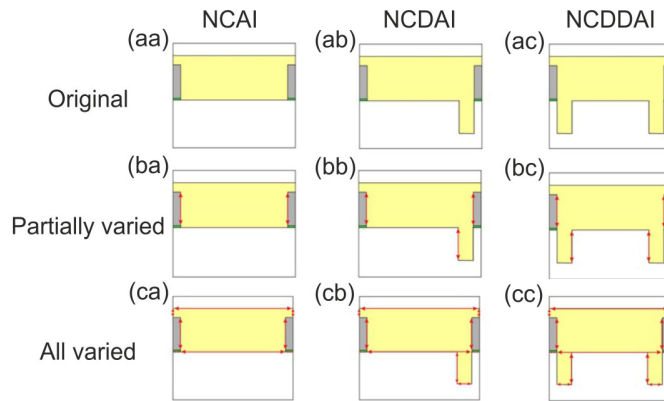 NCAI NCDAI NCDDAI
(aa) (ab) (ac)
Original
(ba) (bb) (bc)
Partially varied
(ca) (cb) (cc)
All varied